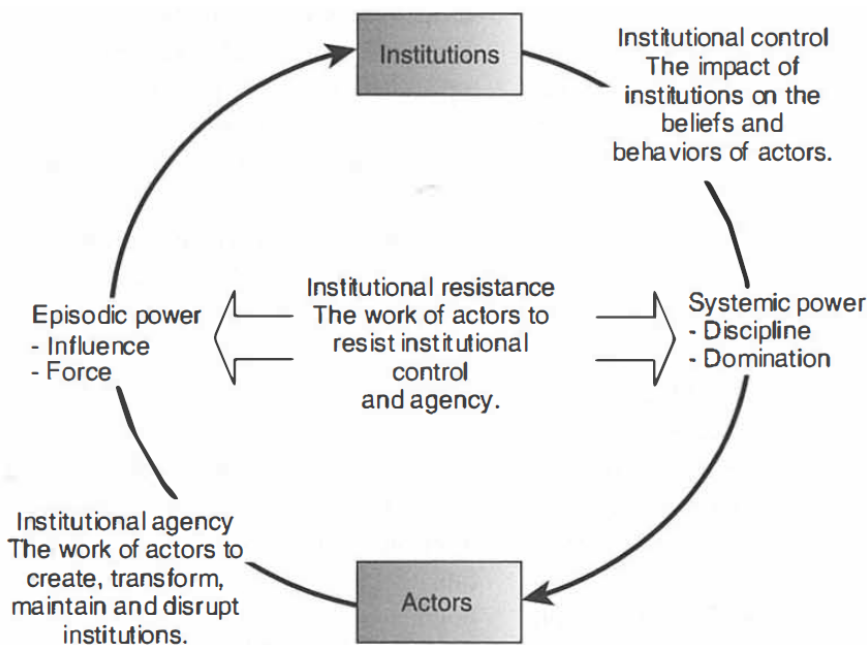 Institutions
Institutional control
The impact of
institutions on the
beliefs and
behaviors of actors.
Episodic power
- Influence
- Force
Institutional resistance
The work of actors to
resist institutional
control
and agency.
Systemic power
- Discipline
- Domination
Institutional agency
The work of actors to
create, transform,
maintain and disrupt
institutions.
Actors